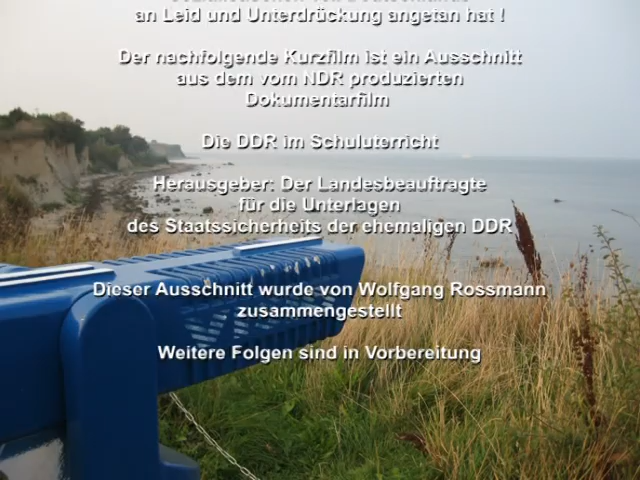 an Leid und Unterdrückung angetan hat !
Der nachfolgende Kurzfilm ist ein Ausschnitt
aus dem vom NDR produzierten
Dokumentarfilm
Die DDR im Schuluterricht
Herausgeber: Der Landesbeauftragte
für die Unterlagen
des Staatssicherheits der ehemaligen DDR
Dieser Ausschnitt wurde von Wolfgang Rossmann
zusammengestellt
Weitere Folgen sind in Vorbereitung